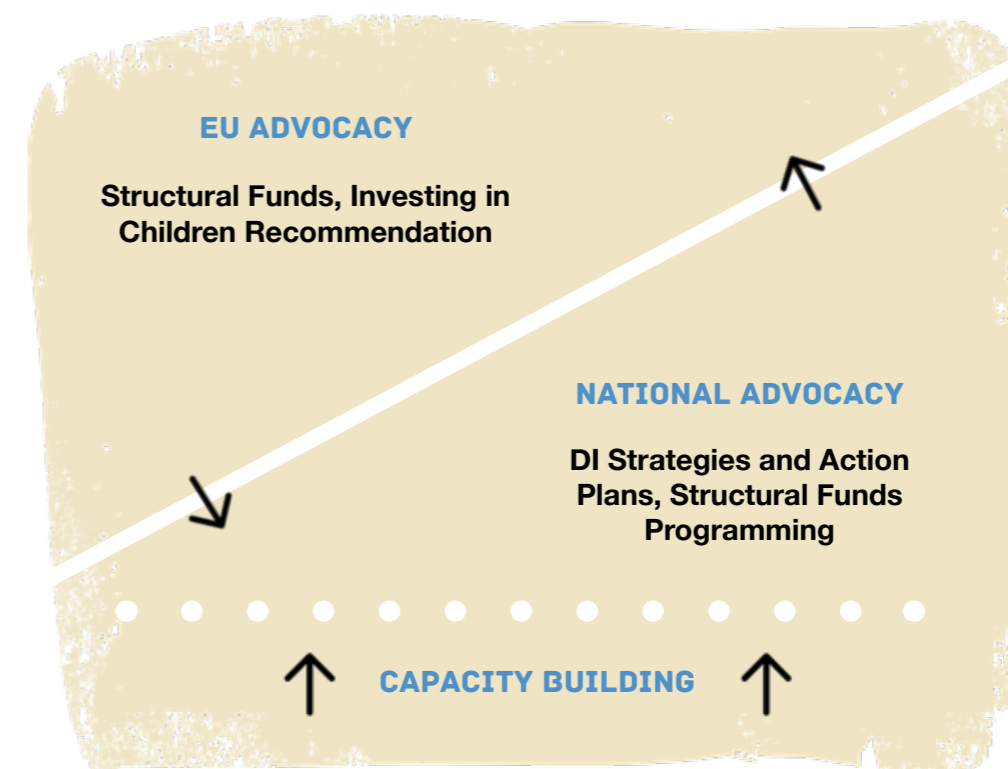 EU ADVOCACY
Structural Funds, Investing in
Children Recommendation
NATIONAL ADVOCACY
DI Strategies and Action
Plans, Structural Funds
Programming
CAPACITY BUILDING